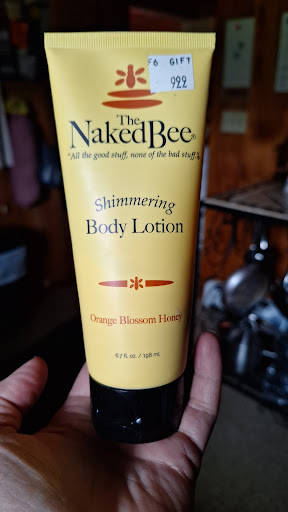 F6 GIFT
922
The
NakedBee®
"All the good stuff, none of the bad stuff."®
Shimmering
Body Lotion
Orange Blossom Honey
6.7 fl. oz. / 198 mL